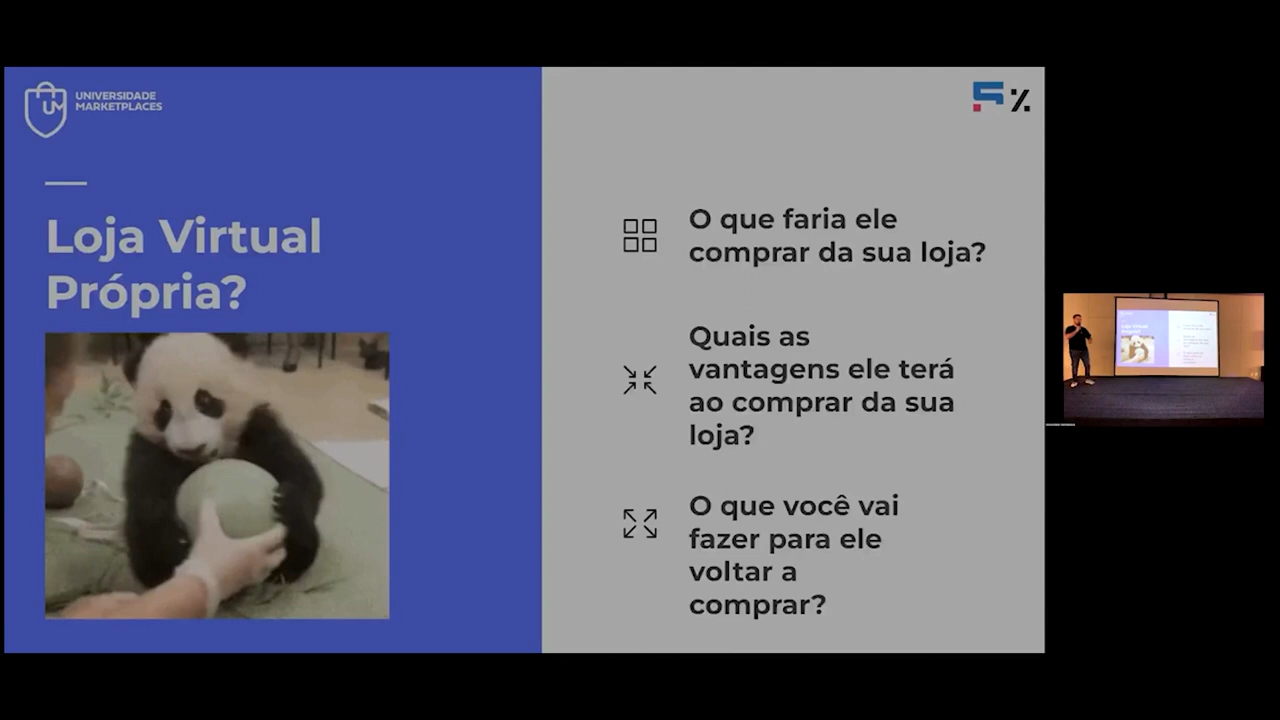 UNIVERSIDADE
MARKETPLACES
UM
Loja Virtual
Própria?
O que faria ele
comprar da sua loja?
Quais as
vantagens ele terá
ao comprar da sua
loja?
O que você vai
fazer para ele
voltar a
comprar?